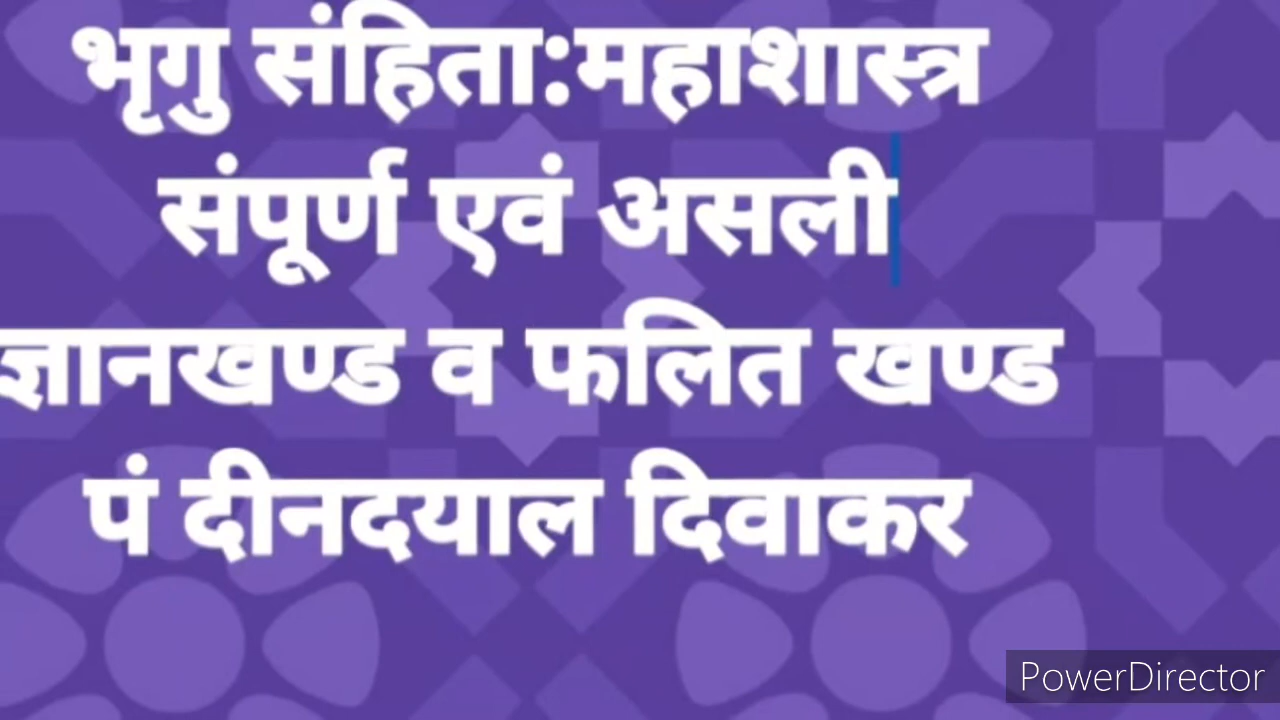 भृगु संहिता:महाशास्त्र
संपूर्ण एवं असली
ज्ञानखण्ड व फलित खण्ड
पं दीनदयाल दिवाकर
PowerDirector